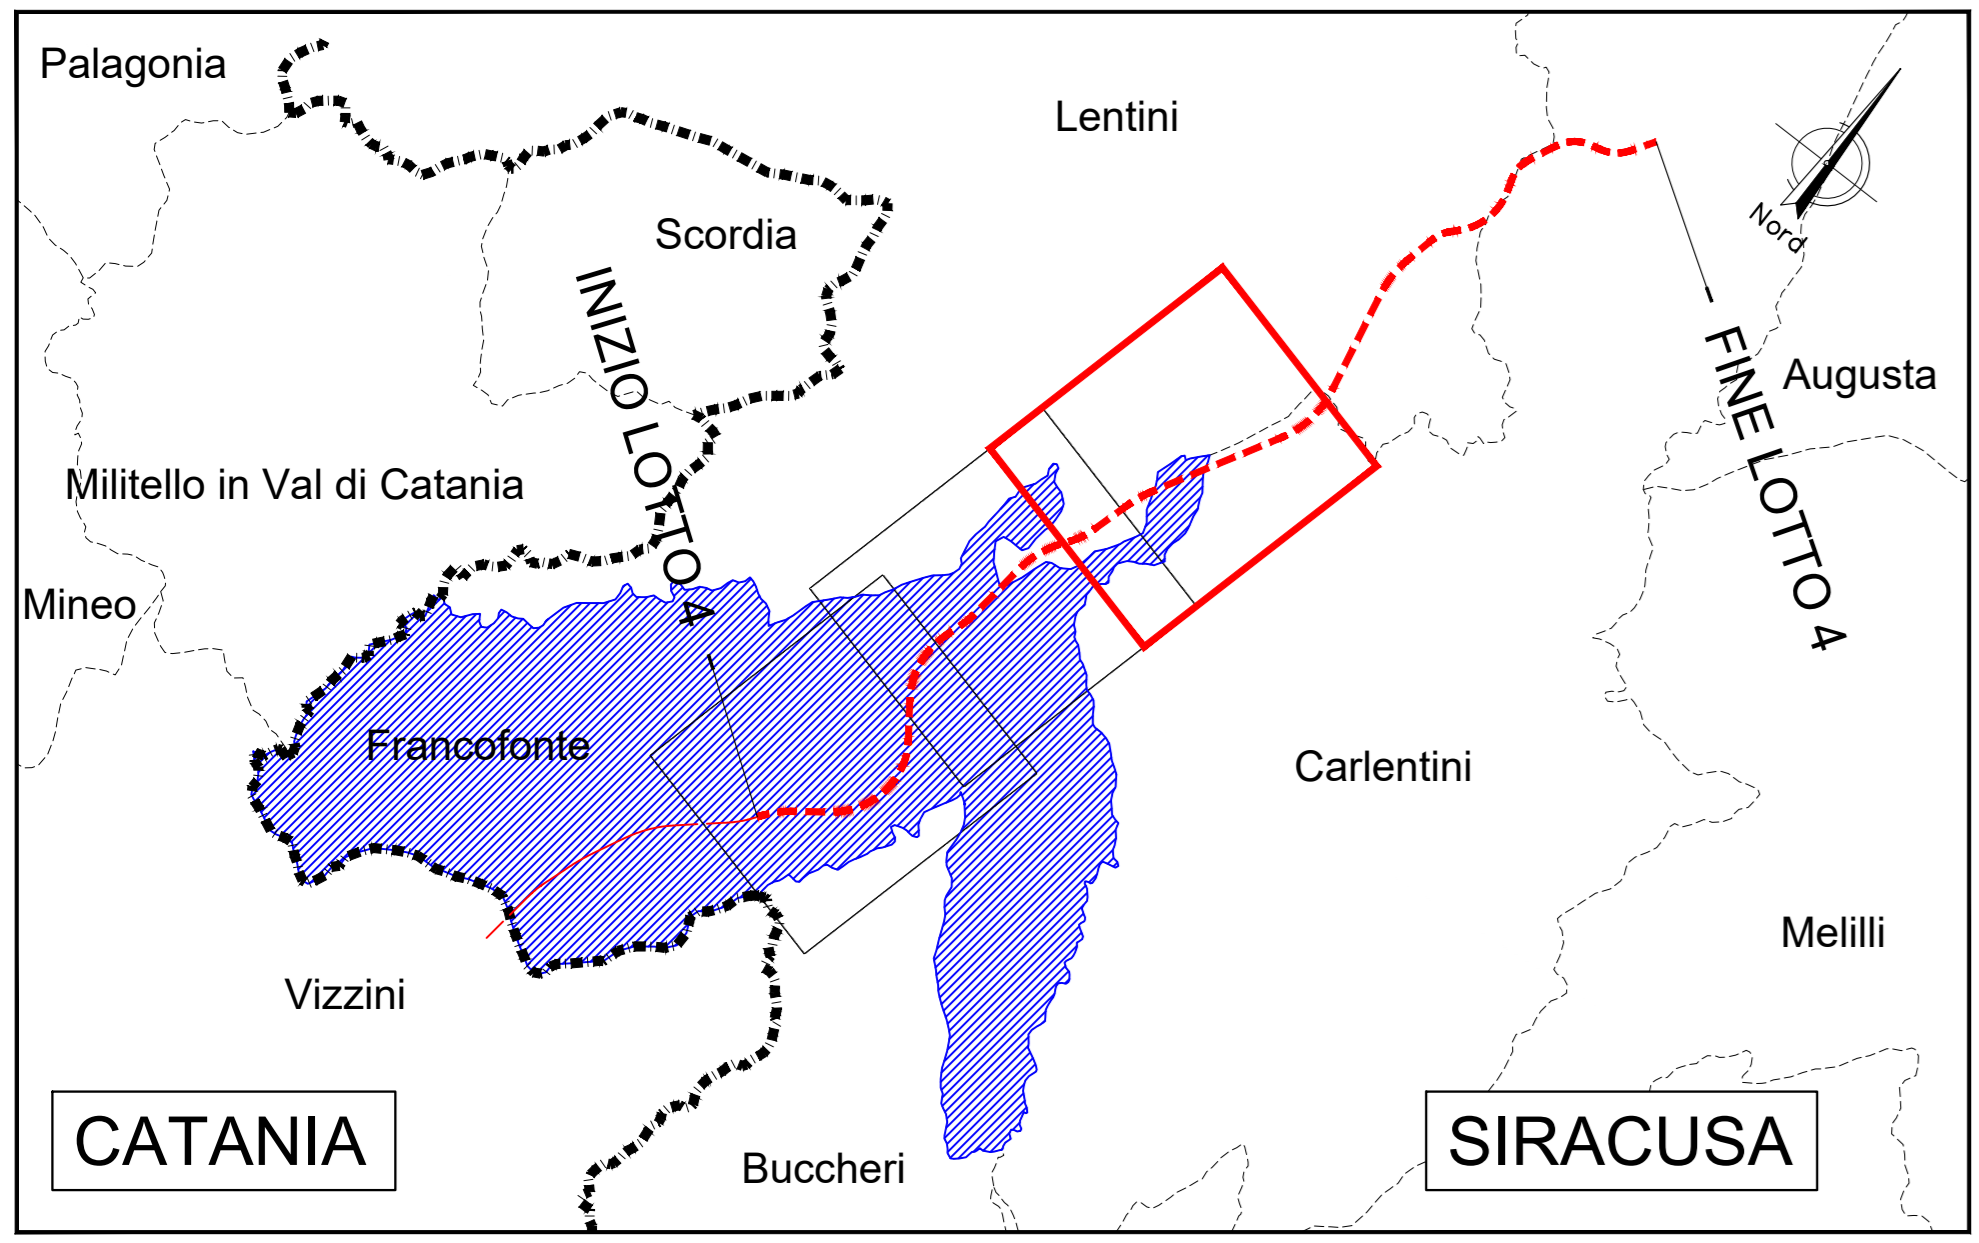 Palagonia
Lentini
Scordia
Nord
INIZIO LOTTO 4
FINE LOTTO 4
Augusta
Militello in Val di Catania
Mineo
Francofonte
Carlentini
Melilli
Vizzini
CATANIA
SIRACUSA
Buccheri